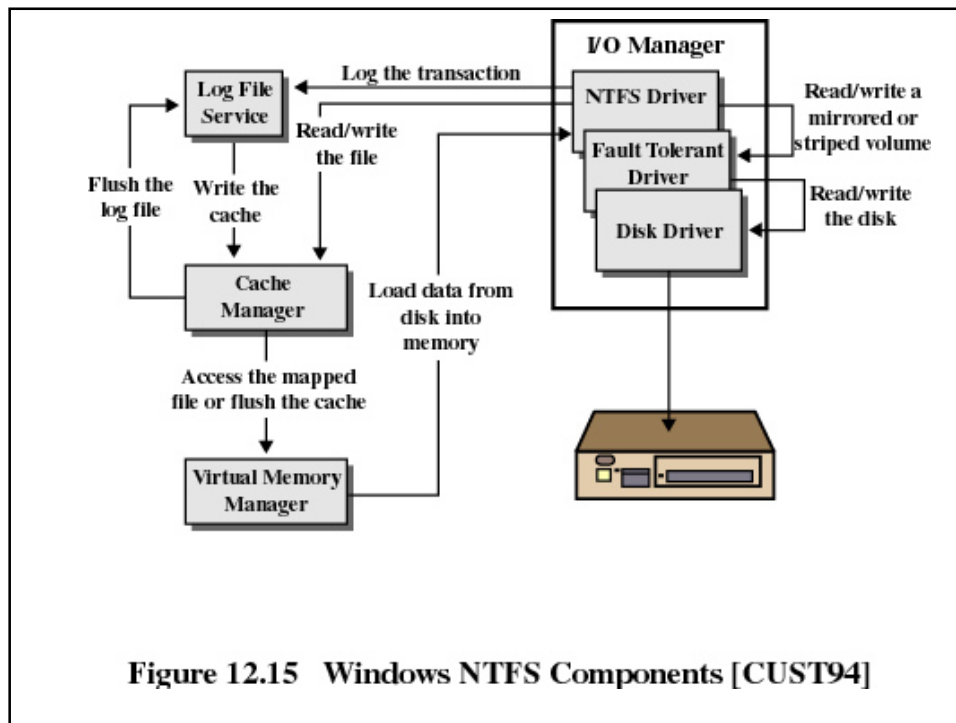 I/O Manager
Log the transaction
Log File
Service
NTFS Driver
Read/write a
mirrored or
striped volume
Read/write
the file
Fault Tolerant
Driver
Flush the
log file
Write the
cache
Read/write
the disk
Disk Driver
Cache
Manager
Load data from
disk into
memory
Access the mapped
file or flush the cache
Virtual Memory
Manager
Figure 12.15 Windows NTFS Components [CUST94]